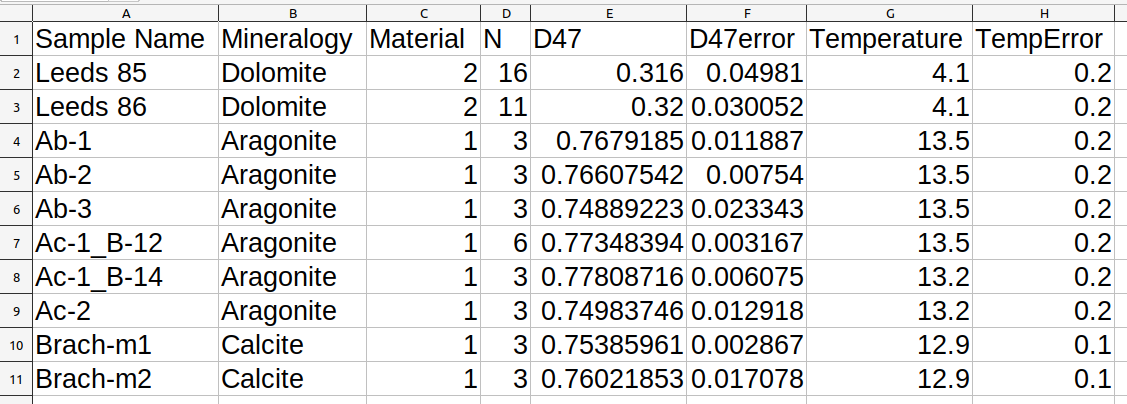 A B C D E F G H
1 Sample Name Mineralogy Material N D47 D47error Temperature TempError
2 Leeds 85 Dolomite 2 16 0.316 0.04981 4.1 0.2
3 Leeds 86 Dolomite 2 11 0.32 0.030052 4.1 0.2
4 Ab-1 Aragonite 1 3 0.7679185 0.011887 13.5 0.2
5 Ab-2 Aragonite 1 3 0.76607542 0.00754 13.5 0.2
6 Ab-3 Aragonite 1 3 0.74889223 0.023343 13.5 0.2
7 Ac-1_B-12 Aragonite 1 6 0.77348394 0.003167 13.5 0.2
8 Ac-1_B-14 Aragonite 1 3 0.77808716 0.006075 13.2 0.2
9 Ac-2 Aragonite 1 3 0.74983746 0.012918 13.2 0.2
10 Brach-m1 Calcite 1 3 0.75385961 0.002867 12.9 0.1
11 Brach-m2 Calcite 1 3 0.76021853 0.017078 12.9 0.1